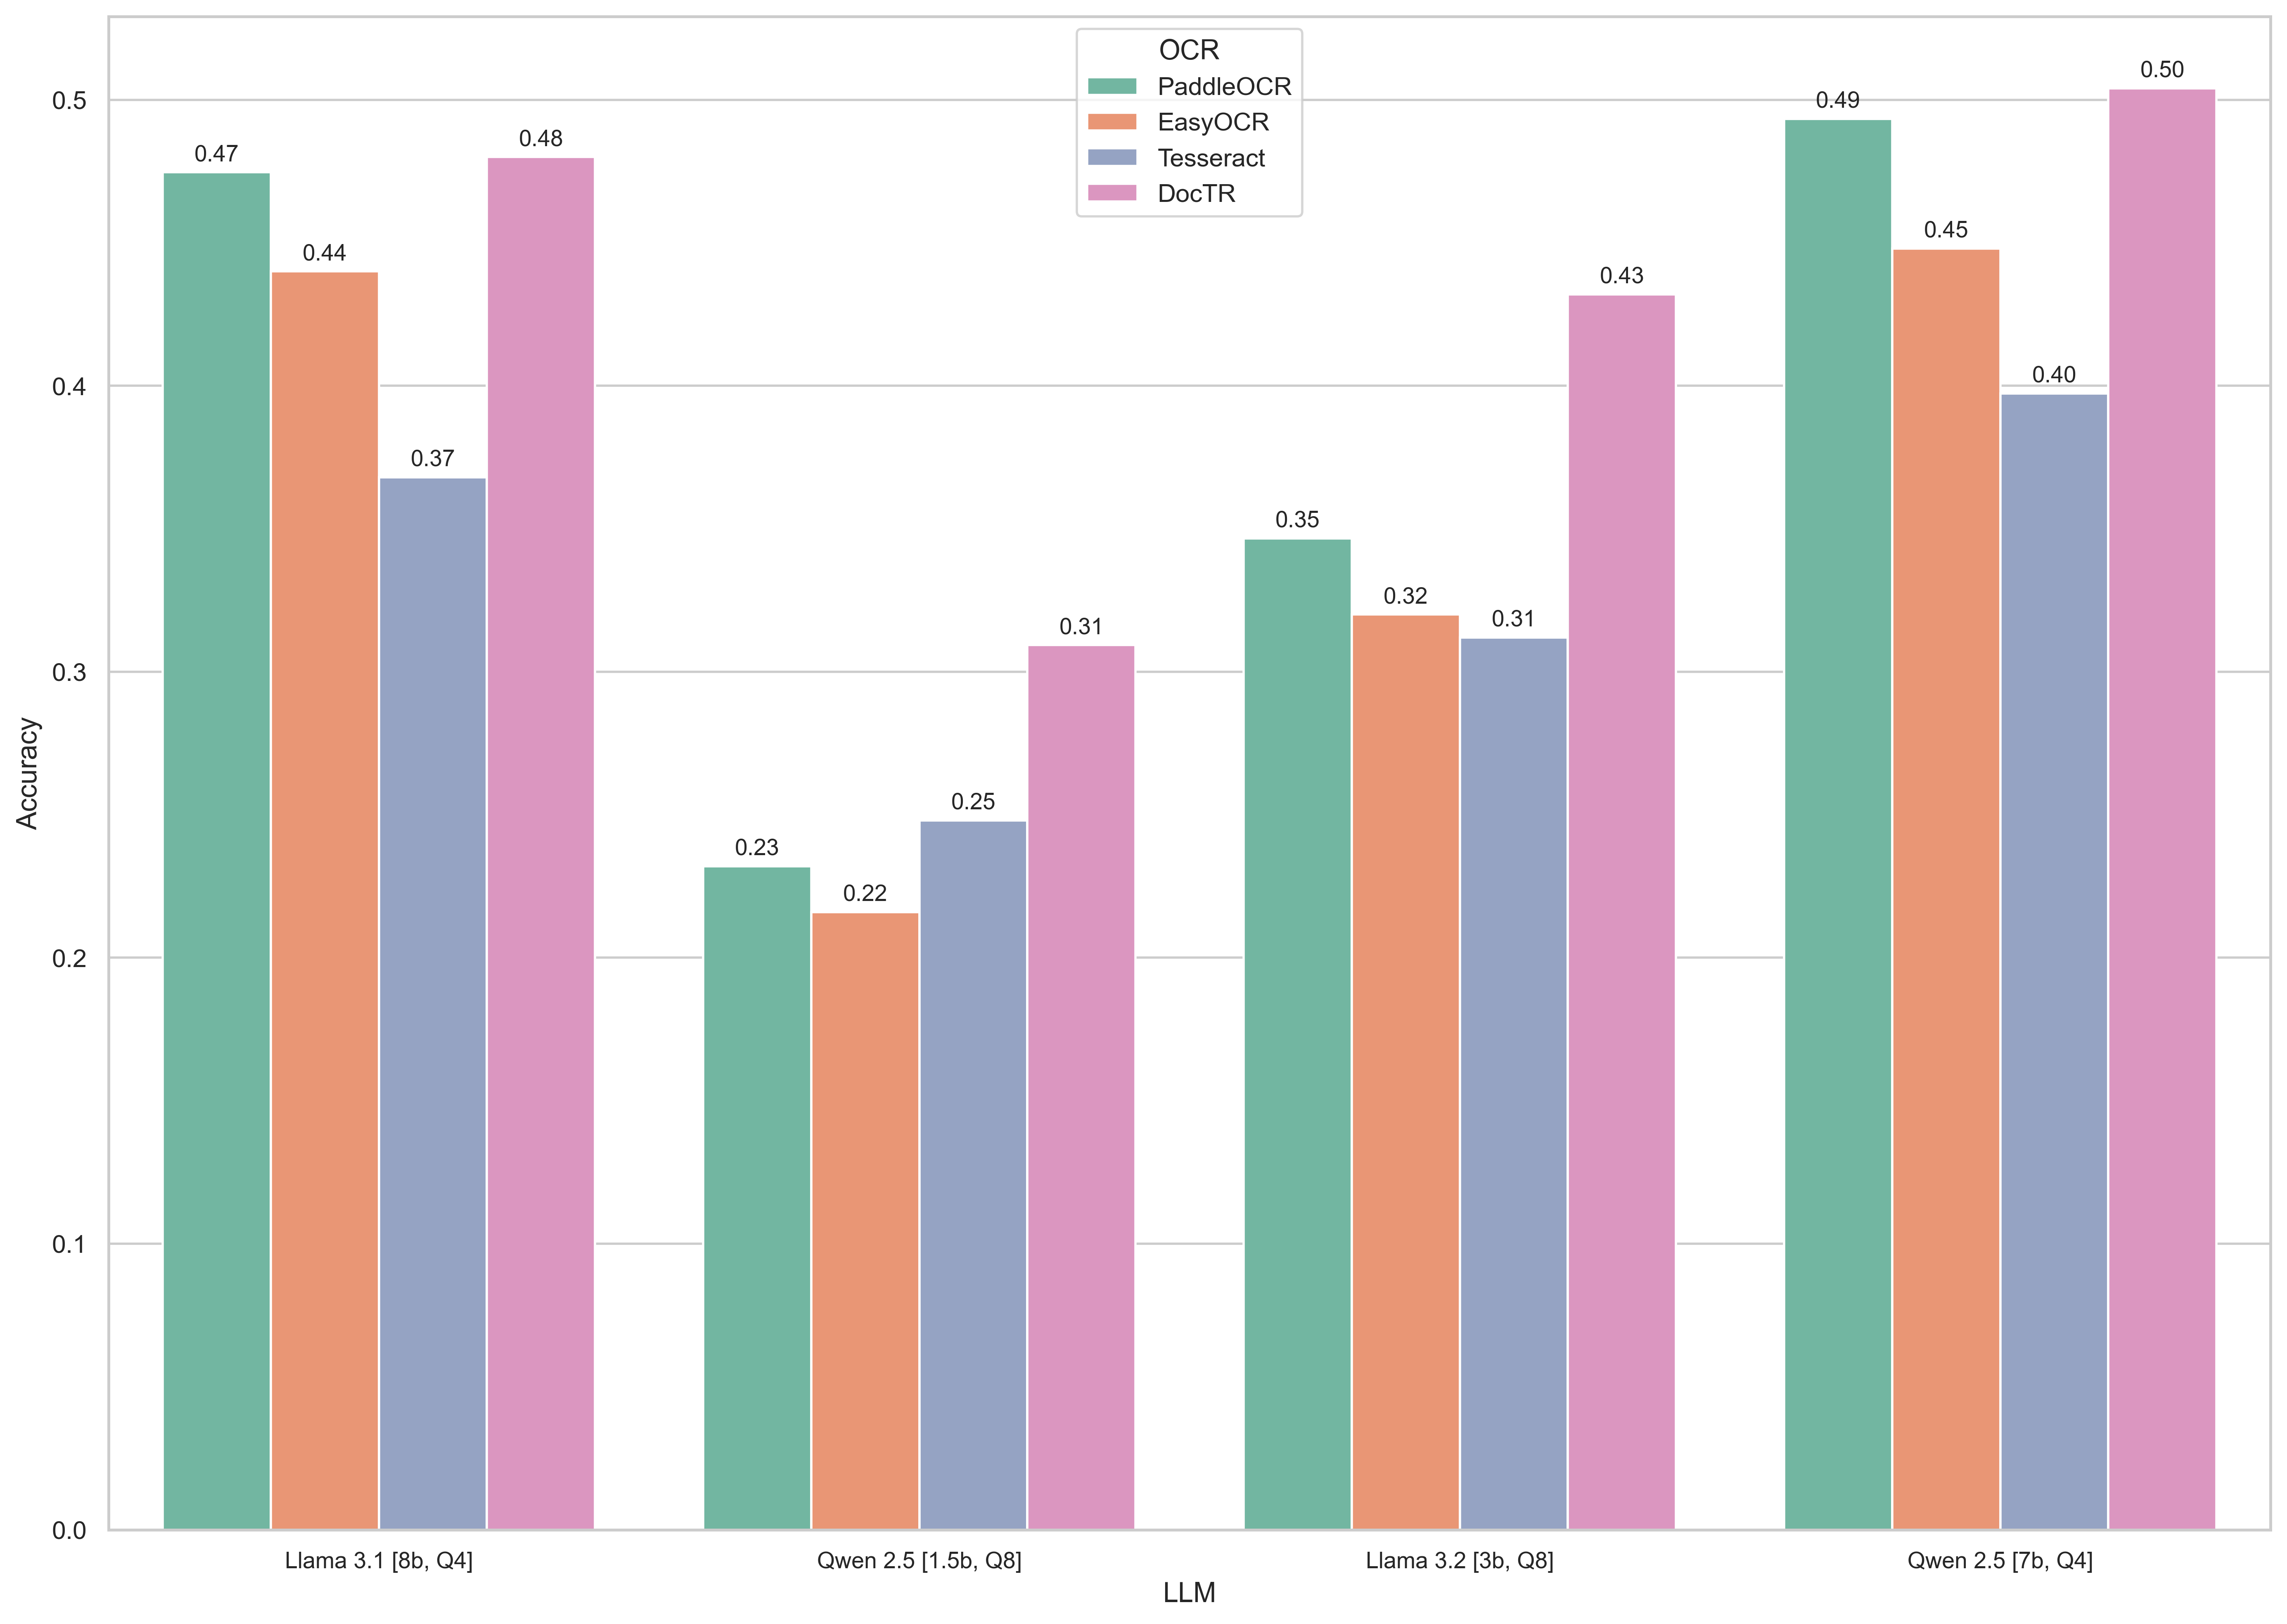 OCR
PaddleOCR
EasyOCR
Tesseract
DocTR
Accuracy
0.5
0.4
0.3
0.2
0.1
0.0
0.47
0.44
0.37
0.48
0.23
0.22
0.25
0.31
0.35
0.32
0.31
0.43
0.49
0.45
0.40
0.50
Llama 3.1 [8b, Q4]
Qwen 2.5 [1.5b, Q8]
Llama 3.2 [3b, Q8]
Qwen 2.5 [7b, Q4]
LLM